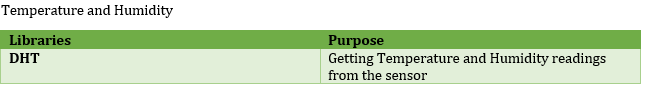 Temperature and Humidity
Libraries Purpose
DHT Getting Temperature and Humidity readings
from the sensor